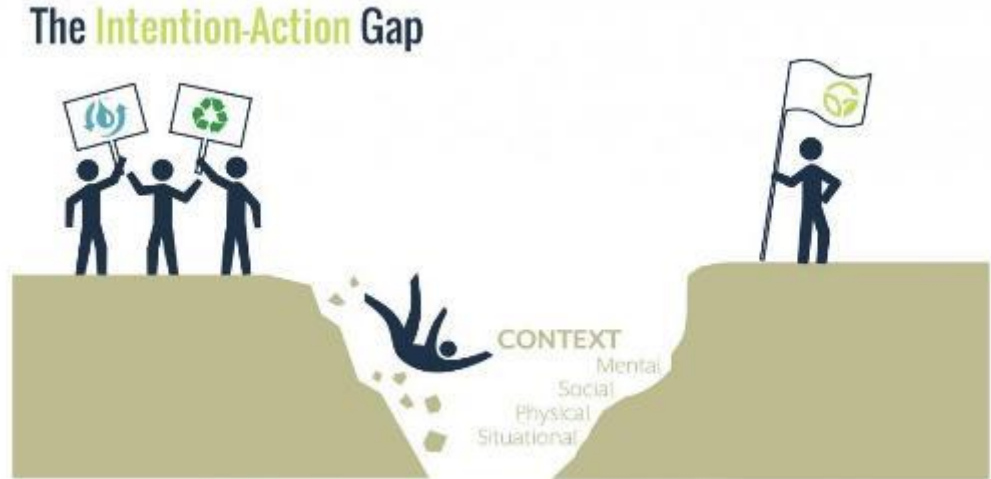 The Intention-Action Gap
CONTEXT
Mental
Social
Physical
Situational